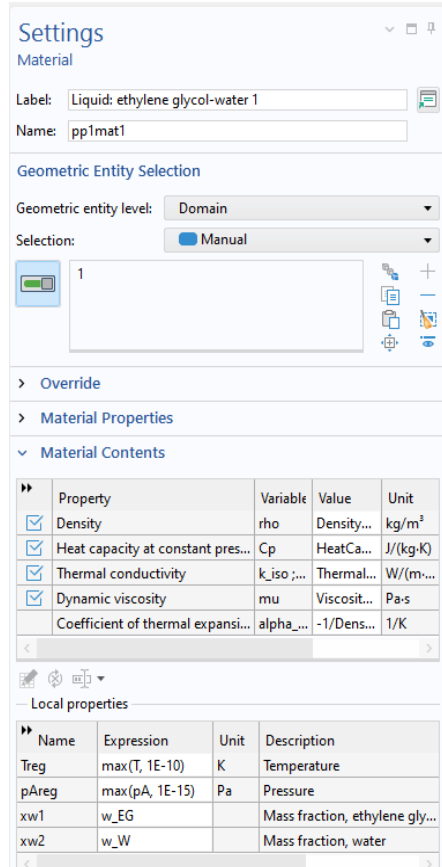 Settings
Material
Label: Liquid: ethylene glycol-water 1
Name: pp1mat1
Geometric Entity Selection
Geometric entity level: Domain
Selection: Manual
1
Override
Material Properties
Material Contents
Property Variable Value Unit
Density rho Density... kg/m³
Heat capacity at constant pres... Cp HeatCa... J/(kg·K)
Thermal conductivity k_iso ;... Thermal... W/(m·...
Dynamic viscosity mu Viscosit... Pa·s
Coefficient of thermal expansi... alpha_... -1/Dens... 1/K
Local properties
Name Expression Unit Description
Treg max(T, 1E-10) K Temperature
pAreg max(pA, 1E-15) Pa Pressure
xw1 w_EG Mass fraction, ethylene gly...
xw2 w_W Mass fraction, water